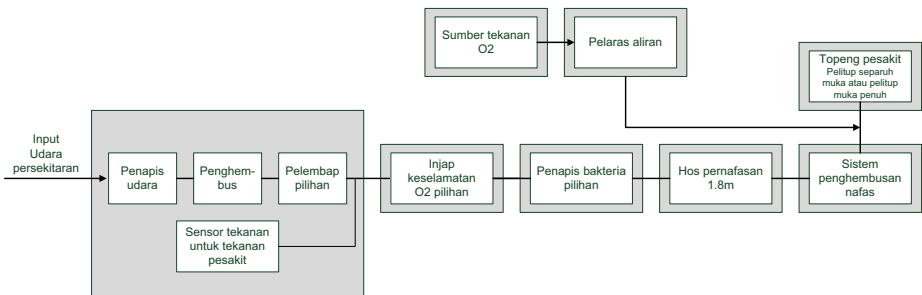 Sumber tekanan
O2
Pelaras aliran
Topeng pesakit
Pelitup separuh
muka atau pelitup
muka penuh
Input
Udara
persekitaran
Penapis
udara
Penghem-
bus
Pelembap
pilihan
Injap
keselamatan
O2 pilihan
Penapis bakteria
pilihan
Hos pernafasan
1.8m
Sistem
penghembusan
nafas
Sensor tekanan
untuk tekanan
pesakit